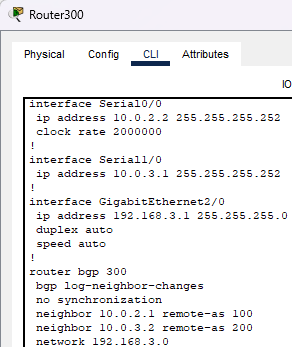 Router300
Physical Config CLI Attributes
IO
interface Serial0/0
ip address 10.0.2.2 255.255.255.252
clock rate 2000000
!
interface Serial1/0
ip address 10.0.3.1 255.255.255.252
!
interface GigabitEthernet2/0
ip address 192.168.3.1 255.255.255.0
duplex auto
speed auto
!
router bgp 300
bgp log-neighbor-changes
no synchronization
neighbor 10.0.2.1 remote-as 100
neighbor 10.0.3.2 remote-as 200
network 192.168.3.0